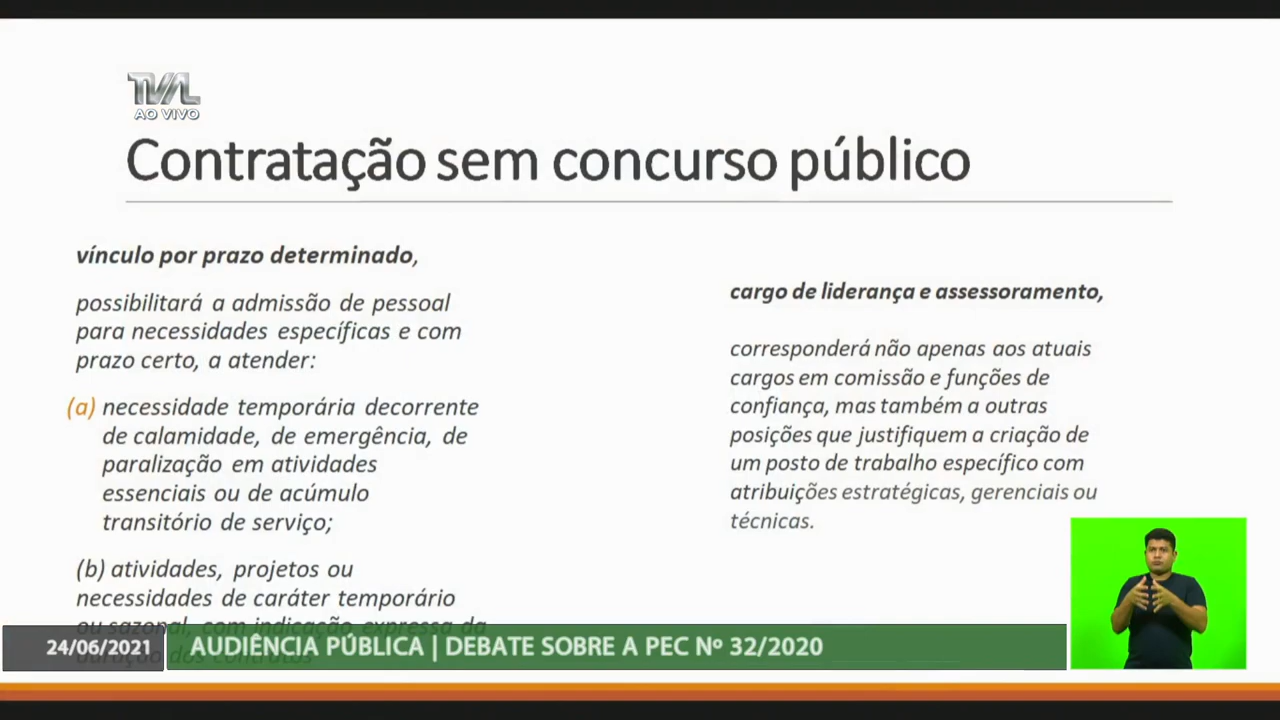 TVAL
AO VIVO
Contratação sem concurso público
vínculo por prazo determinado,
possibilitará a admissão de pessoal
para necessidades específicas e com
prazo certo, a atender:
(a) necessidade temporária decorrente
de calamidade, de emergência, de
paralização em atividades
essenciais ou de acúmulo
transitório de serviço;
(b) atividades, projetos ou
necessidades de caráter temporário
ou sazonal, com indicação expressa da
duração dos contratos
cargo de liderança e assessoramento,
corresponderá não apenas aos atuais
cargos em comissão e funções de
confiança, mas também a outras
posições que justifiquem a criação de
um posto de trabalho específico com
atribuições estratégicas, gerenciais ou
técnicas.
24/06/2021 AUDIÊNCIA PÚBLICA | DEBATE SOBRE A PEC Nº 32/2020